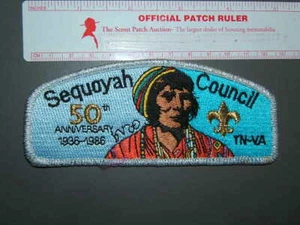 OFFICIAL PATCH RULER
The Scout Patch Auction
Sequoyah Council
50th
ANNIVERSARY
1936-1986
TN-VA